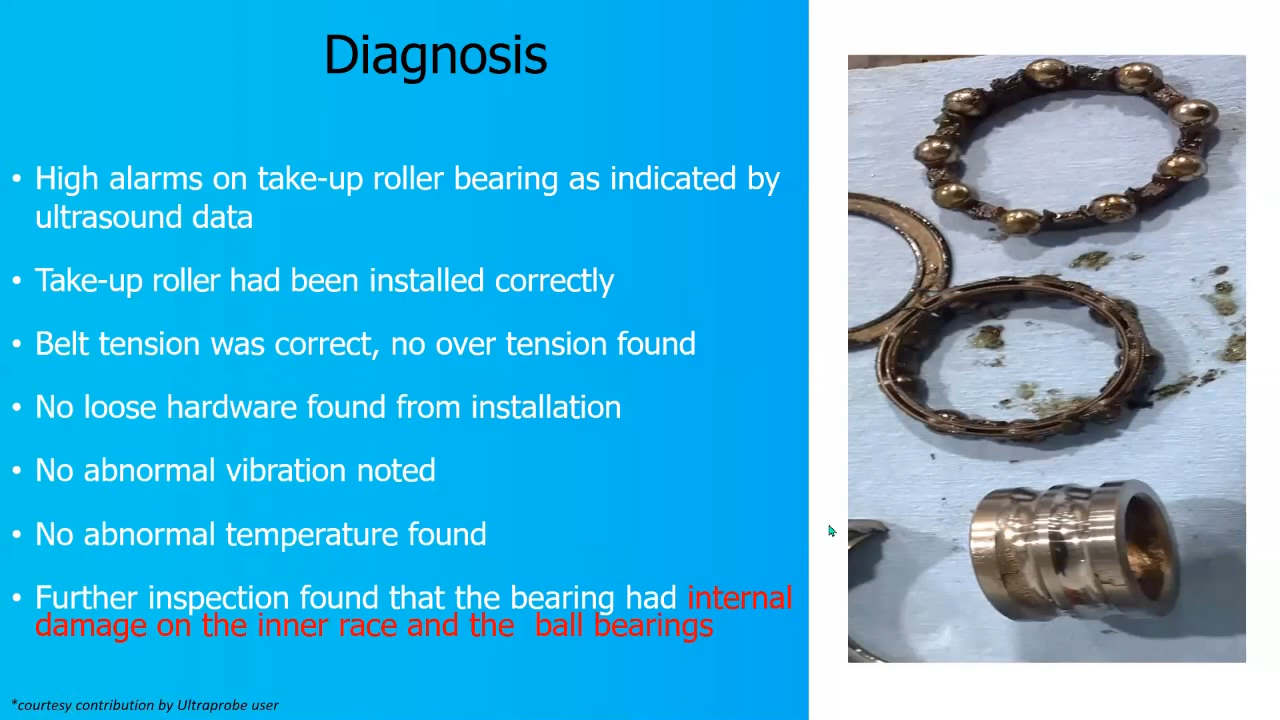 Diagnosis
• High alarms on take-up roller bearing as indicated by
ultrasound data
• Take-up roller had been installed correctly
• Belt tension was correct, no over tension found
• No loose hardware found from installation
• No abnormal vibration noted
• No abnormal temperature found
• Further inspection found that the bearing had internal
damage on the inner race and the  ball bearings
*courtesy contribution by Ultraprobe user